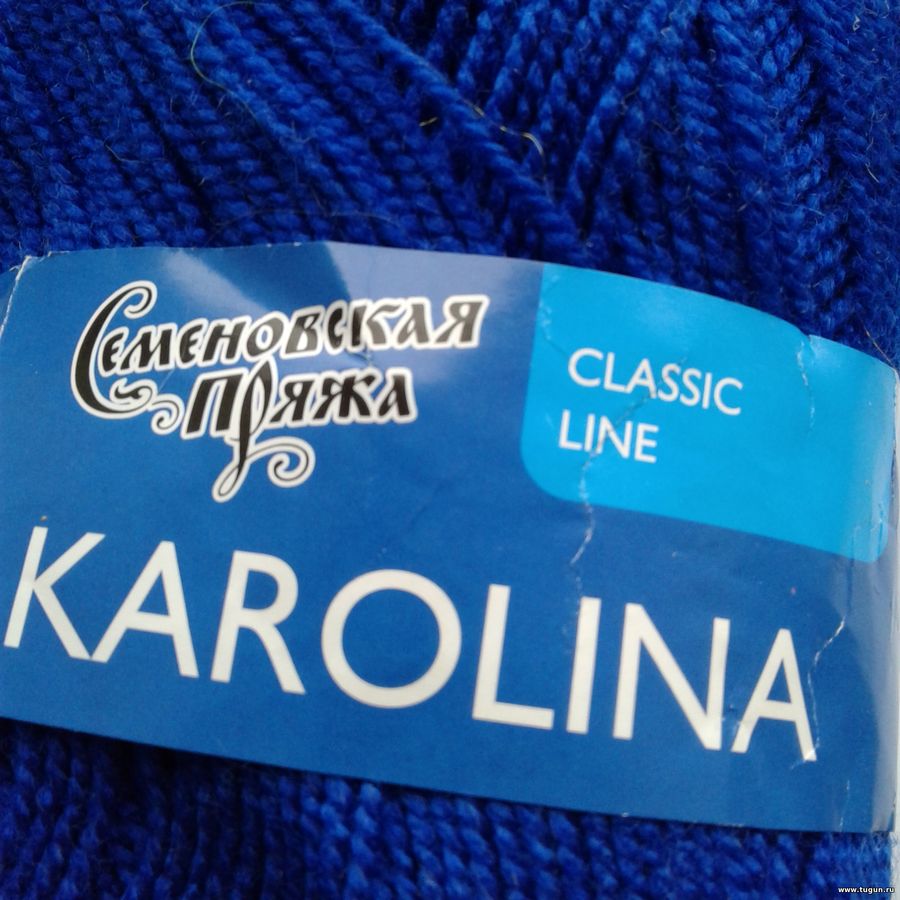 Семеновская
Пряжа
CLASSIC
LINE
KAROLINA
www.tugun.ru